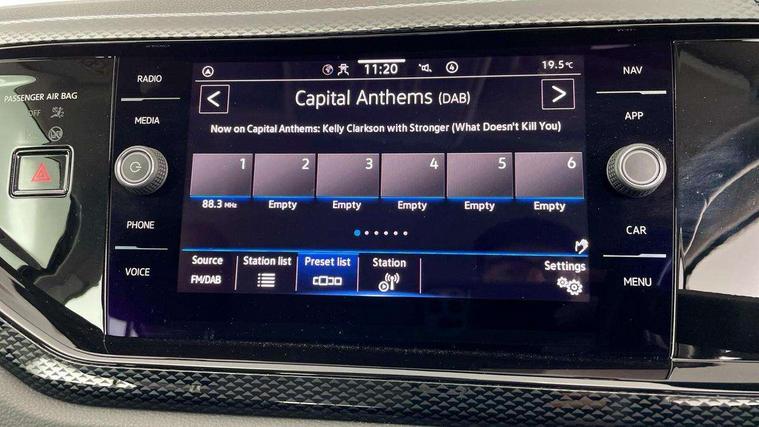 RADIO
MEDIA
PHONE
VOICE
PASSENGER AIR BAG
OFF
11:20
4
19.5 °C
Capital Anthems (DAB)
Now on Capital Anthems: Kelly Clarkson with Stronger (What Doesn't Kill You)
1 2 3 4 5 6
88.3 MHz Empty Empty Empty Empty Empty
Source Station list Preset list Station Settings
FM/DAB
NAV
APP
CAR
MENU